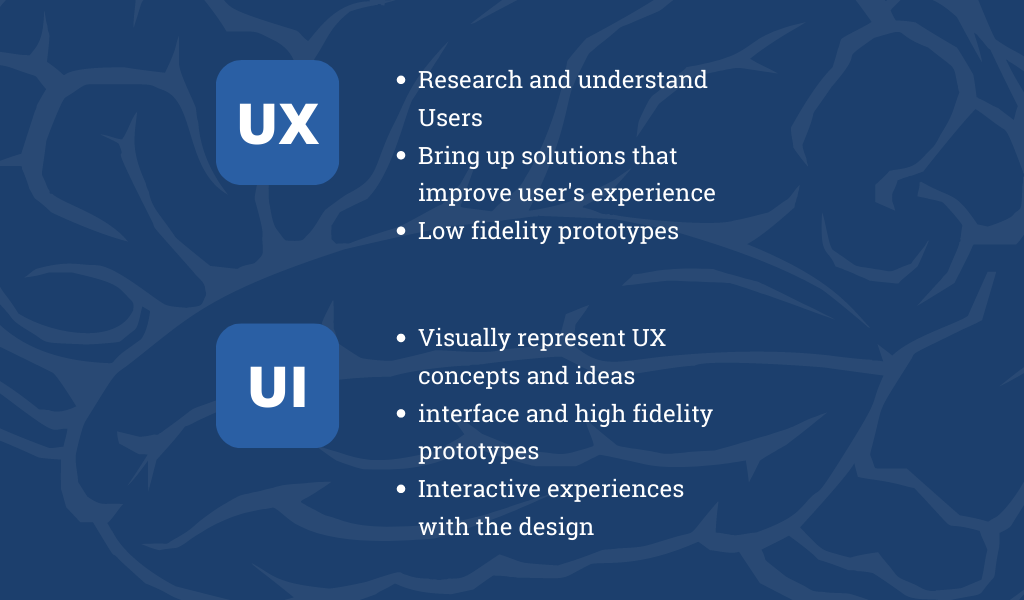 UX
• Research and understand
Users
• Bring up solutions that
improve user's experience
• Low fidelity prototypes
UI
• Visually represent UX
concepts and ideas
• interface and high fidelity
prototypes
• Interactive experiences
with the design